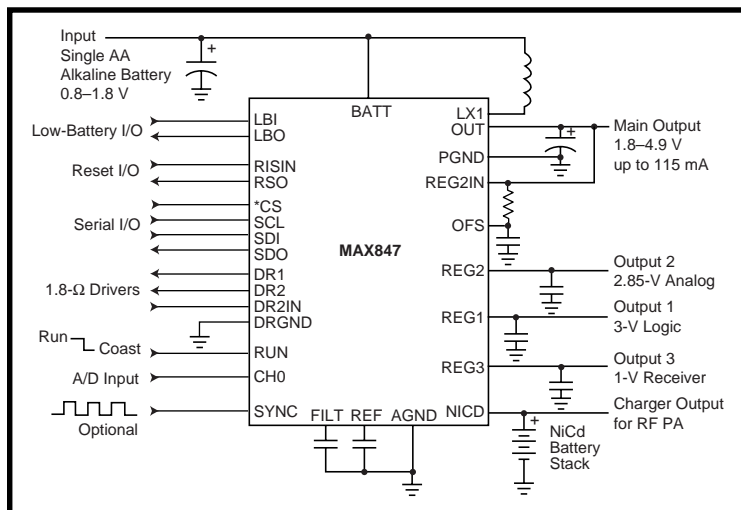 Input
Single AA
Alkaline Battery
0.8–1.8 V
+
BATT
LX1
OUT
+
Main Output
1.8–4.9 V
up to 115 mA
PGND
REG2IN
OFS
LBI
Low-Battery I/O
LBO
RISIN
Reset I/O
RSO
*CS
SCL
Serial I/O
SDI
SDO
MAX847
DR1
1.8-Ω Drivers
DR2
DR2IN
DRGND
REG2
Output 2
2.85-V Analog
REG1
Output 1
3-V Logic
Run
Coast
RUN
REG3
Output 3
1-V Receiver
A/D Input
CH0
SYNC
Optional
FILT
REF
AGND
NICD
Charger Output
for RF PA
+
NiCd
Battery
Stack